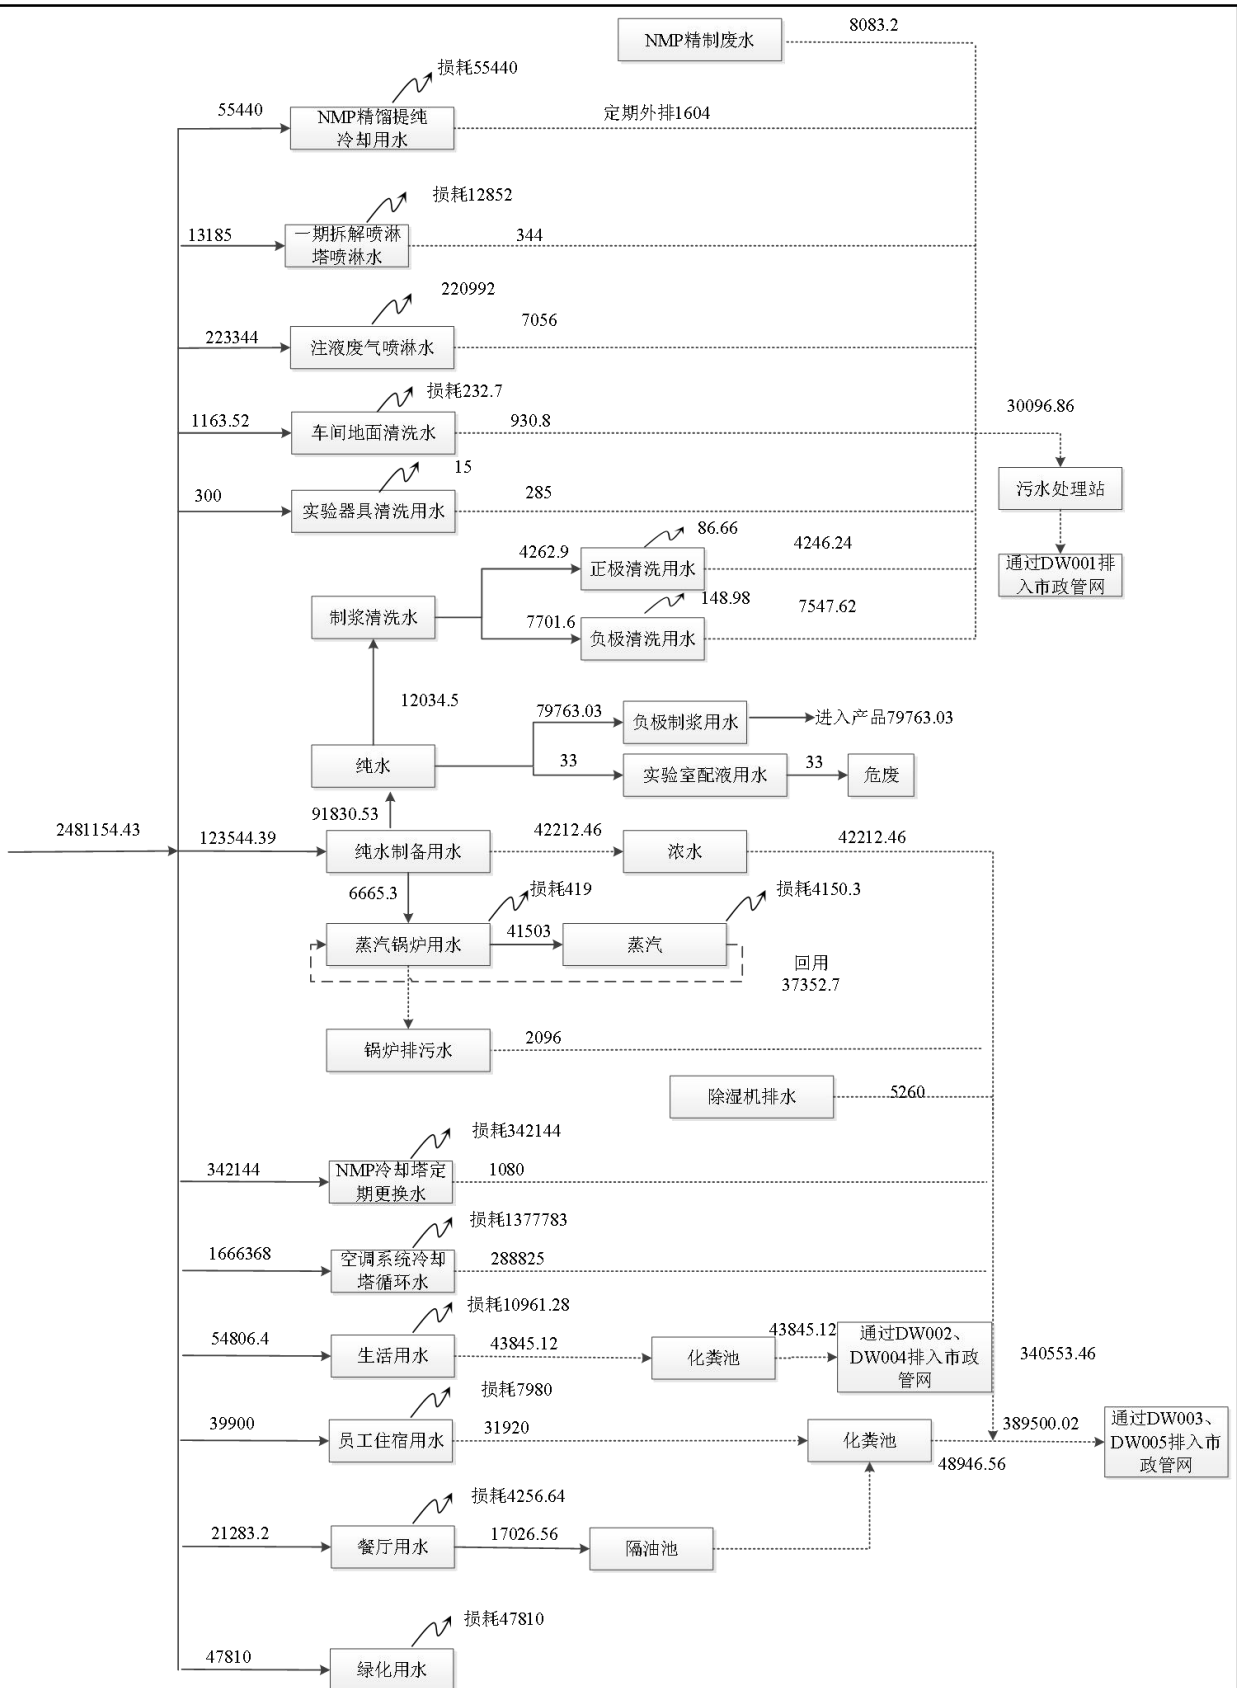 8083.2
NMP精制废水
损耗55440
55440
NMP精馏提纯
冷却用水
定期外排1604
损耗12852
13185
一期拆解喷淋
塔喷淋水
344
220992
223344
注液废气喷淋水
7056
损耗232.7
1163.52
车间地面清洗水
930.8
30096.86
15
300
实验器具清洗用水
285
污水处理站
86.66
4262.9
正极清洗用水
4246.24
通过DW001排
入市政管网
制浆清洗水
148.98
7701.6
负极清洗用水
7547.62
12034.5
79763.03
负极制浆用水
进入产品79763.03
纯水
33
实验室配液用水
33
危废
91830.53
2481154.43
123544.39
纯水制备用水
42212.46
浓水
42212.46
6665.3
损耗419
损耗4150.3
蒸汽锅炉用水
41503
蒸汽
回用
37352.7
锅炉排污水
2096
除湿机排水
5260
损耗342144
342144
NMP冷却塔定
期更换水
1080
损耗1377783
1666368
空调系统冷却
塔循环水
288825
损耗10961.28
54806.4
生活用水
43845.12
化粪池
43845.12
通过DW002、
DW004排入市政
管网
340553.46
损耗7980
39900
员工住宿用水
31920
化粪池
48946.56
389500.02
通过DW003、
DW005排入市
政管网
损耗4256.64
21283.2
餐厅用水
17026.56
隔油池
损耗47810
47810
绿化用水